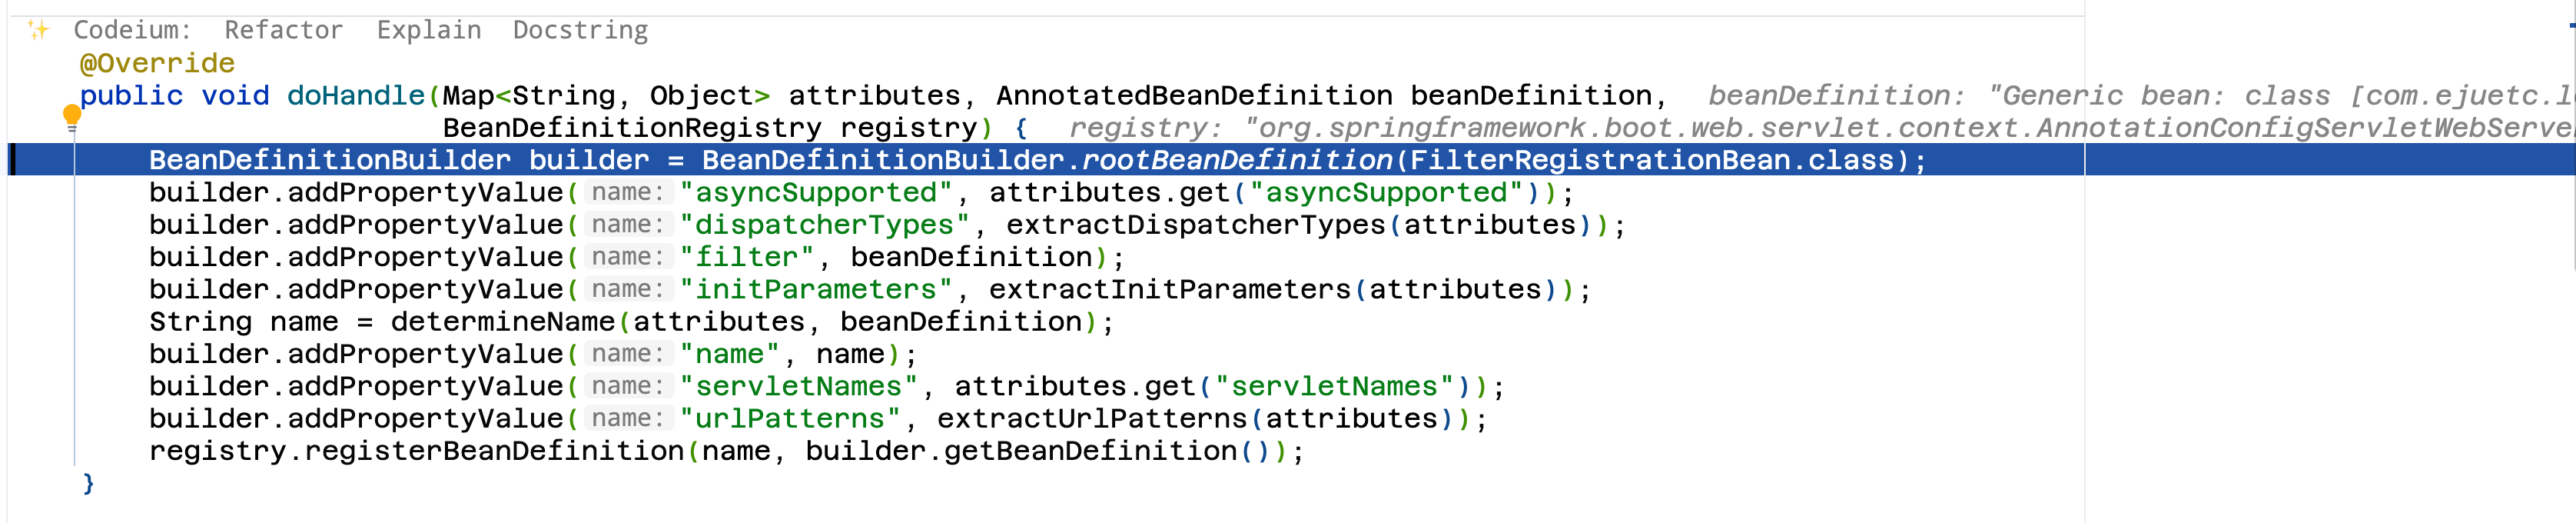 ✨ Codeium: Refactor Explain Docstring
@Override
public void doHandle(Map<String, Object> attributes, AnnotatedBeanDefinition beanDefinition, beanDefinition: "Generic bean: class [com.ejuetc.l
BeanDefinitionRegistry registry) { registry: "org.springframework.boot.web.servlet.context.AnnotationConfigServletWebServe
BeanDefinitionBuilder builder = BeanDefinitionBuilder.rootBeanDefinition(FilterRegistrationBean.class);
builder.addPropertyValue( name: "asyncSupported", attributes.get("asyncSupported"));
builder.addPropertyValue( name: "dispatcherTypes", extractDispatcherTypes(attributes));
builder.addPropertyValue( name: "filter", beanDefinition);
builder.addPropertyValue( name: "initParameters", extractInitParameters(attributes));
String name = determineName(attributes, beanDefinition);
builder.addPropertyValue( name: "name", name);
builder.addPropertyValue( name: "servletNames", attributes.get("servletNames"));
builder.addPropertyValue( name: "urlPatterns", extractUrlPatterns(attributes));
registry.registerBeanDefinition(name, builder.getBeanDefinition());
}